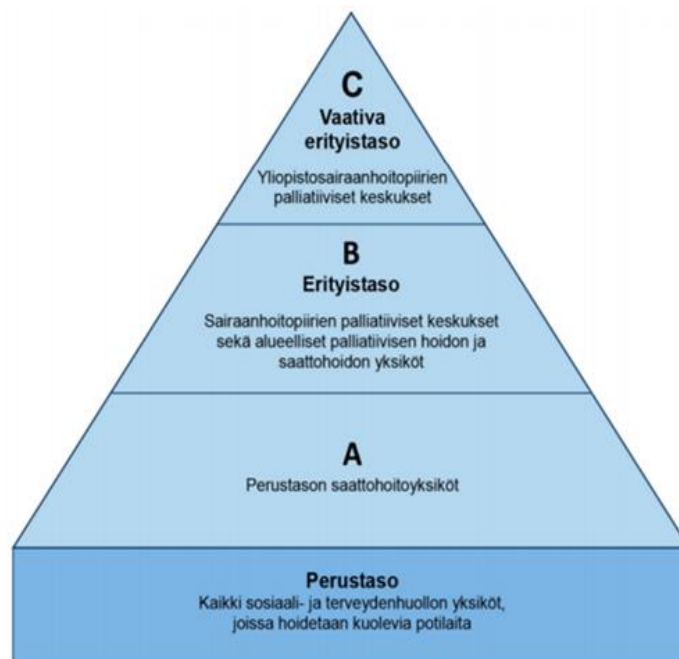 C
Vaativa
erityistaso
Yliopistosairaanhoitopiirien
palliatiiviset keskukset
B
Erityistaso
Sairaanhoitopiirien palliatiiviset keskukset
sekä alueelliset palliatiivisen hoidon ja
saattohoidon yksiköt
A
Perustason saattohoitoyksiköt
Perustaso
Kaikki sosiaali- ja terveydenhuollon yksiköt,
joissa hoidetaan kuolevia potilaita